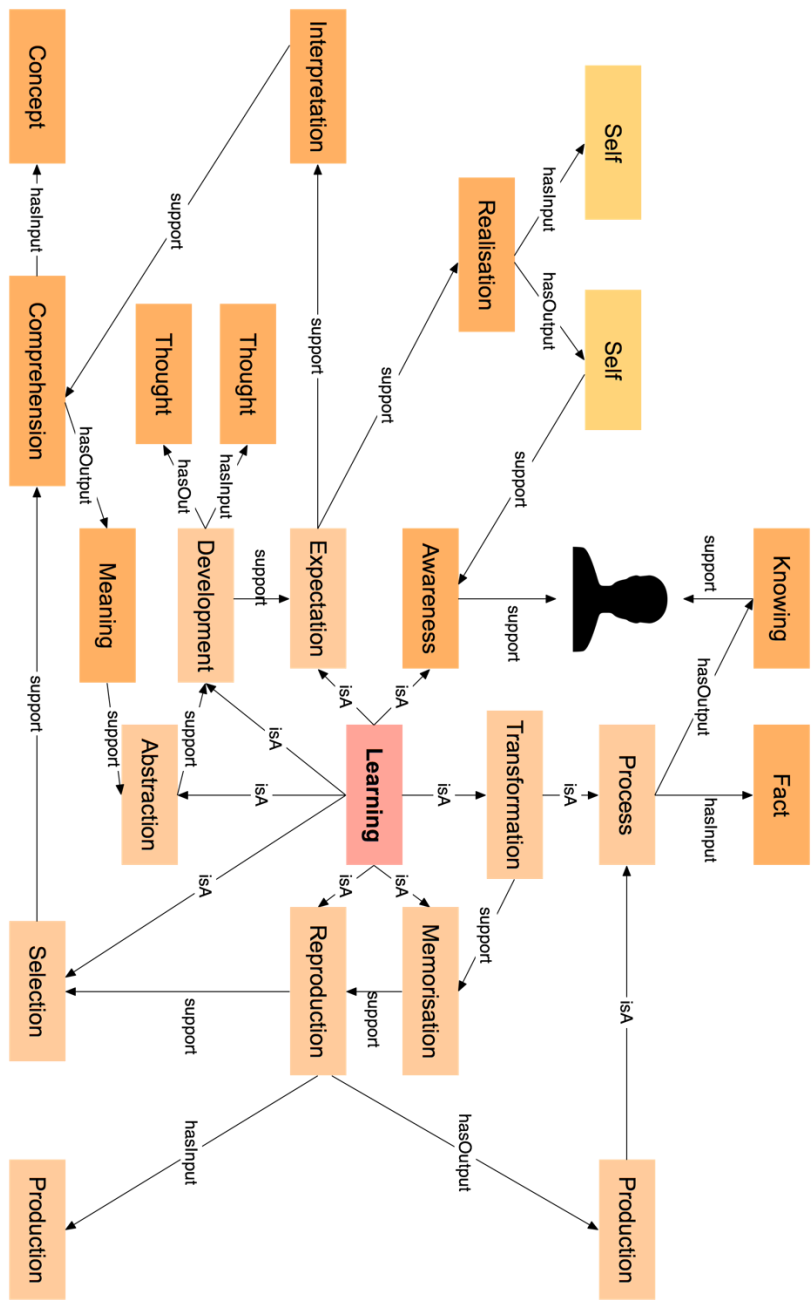 Knowing
Fact
support
hasOutput
hasInput
Self
Self
Process
isA
Production
support
isA
hasInput
hasOutput
Transformation
support
Realisation
support
hasOutput
isA
Awareness
Memorisation
support
isA
isA
support
Learning
isA
isA
Interpretation
support
Expectation
Reproduction
isA
support
Thought
hasInput
Development
isA
support
hasInput
support
isA
support
Thought
hasOut
Abstraction
support
Meaning
hasOutput
Concept
hasInput
Comprehension
support
Selection
Production